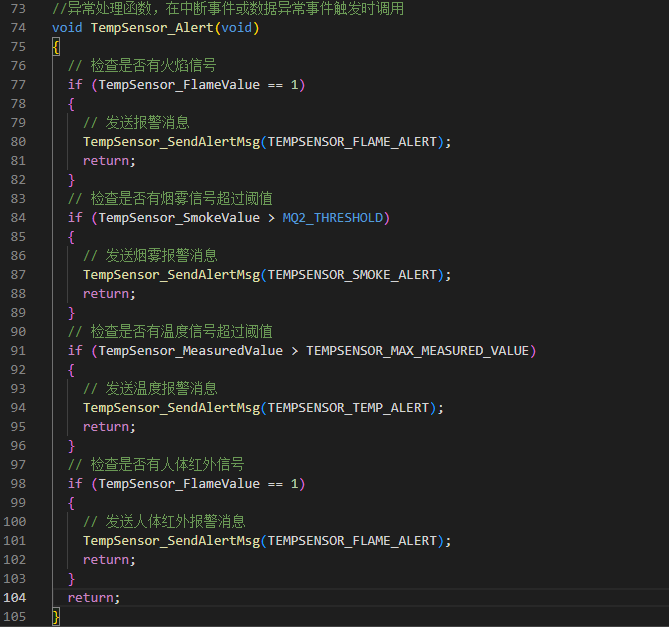 73 //异常处理函数，在中断事件或数据异常事件触发时调用
74 void TempSensor_Alert(void)
75 {
76 // 检查是否有火焰信号
77 if (TempSensor_FlameValue == 1)
78 {
79 // 发送报警消息
80 TempSensor_SendAlertMsg(TEMPSENSOR_FLAME_ALERT);
81 return;
82 }
83 // 检查是否有烟雾信号超过阈值
84 if (TempSensor_SmokeValue > MQ2_THRESHOLD)
85 {
86 // 发送烟雾报警消息
87 TempSensor_SendAlertMsg(TEMPSENSOR_SMOKE_ALERT);
88 return;
89 }
90 // 检查是否有温度信号超过阈值
91 if (TempSensor_MeasuredValue > TEMPSENSOR_MAX_MEASURED_VALUE)
92 {
93 // 发送温度报警消息
94 TempSensor_SendAlertMsg(TEMPSENSOR_TEMP_ALERT);
95 return;
96 }
97 // 检查是否有人体红外信号
98 if (TempSensor_FlameValue == 1)
99 {
100 // 发送人体红外报警消息
101 TempSensor_SendAlertMsg(TEMPSENSOR_FLAME_ALERT);
102 return;
103 }
104 return;
105 }